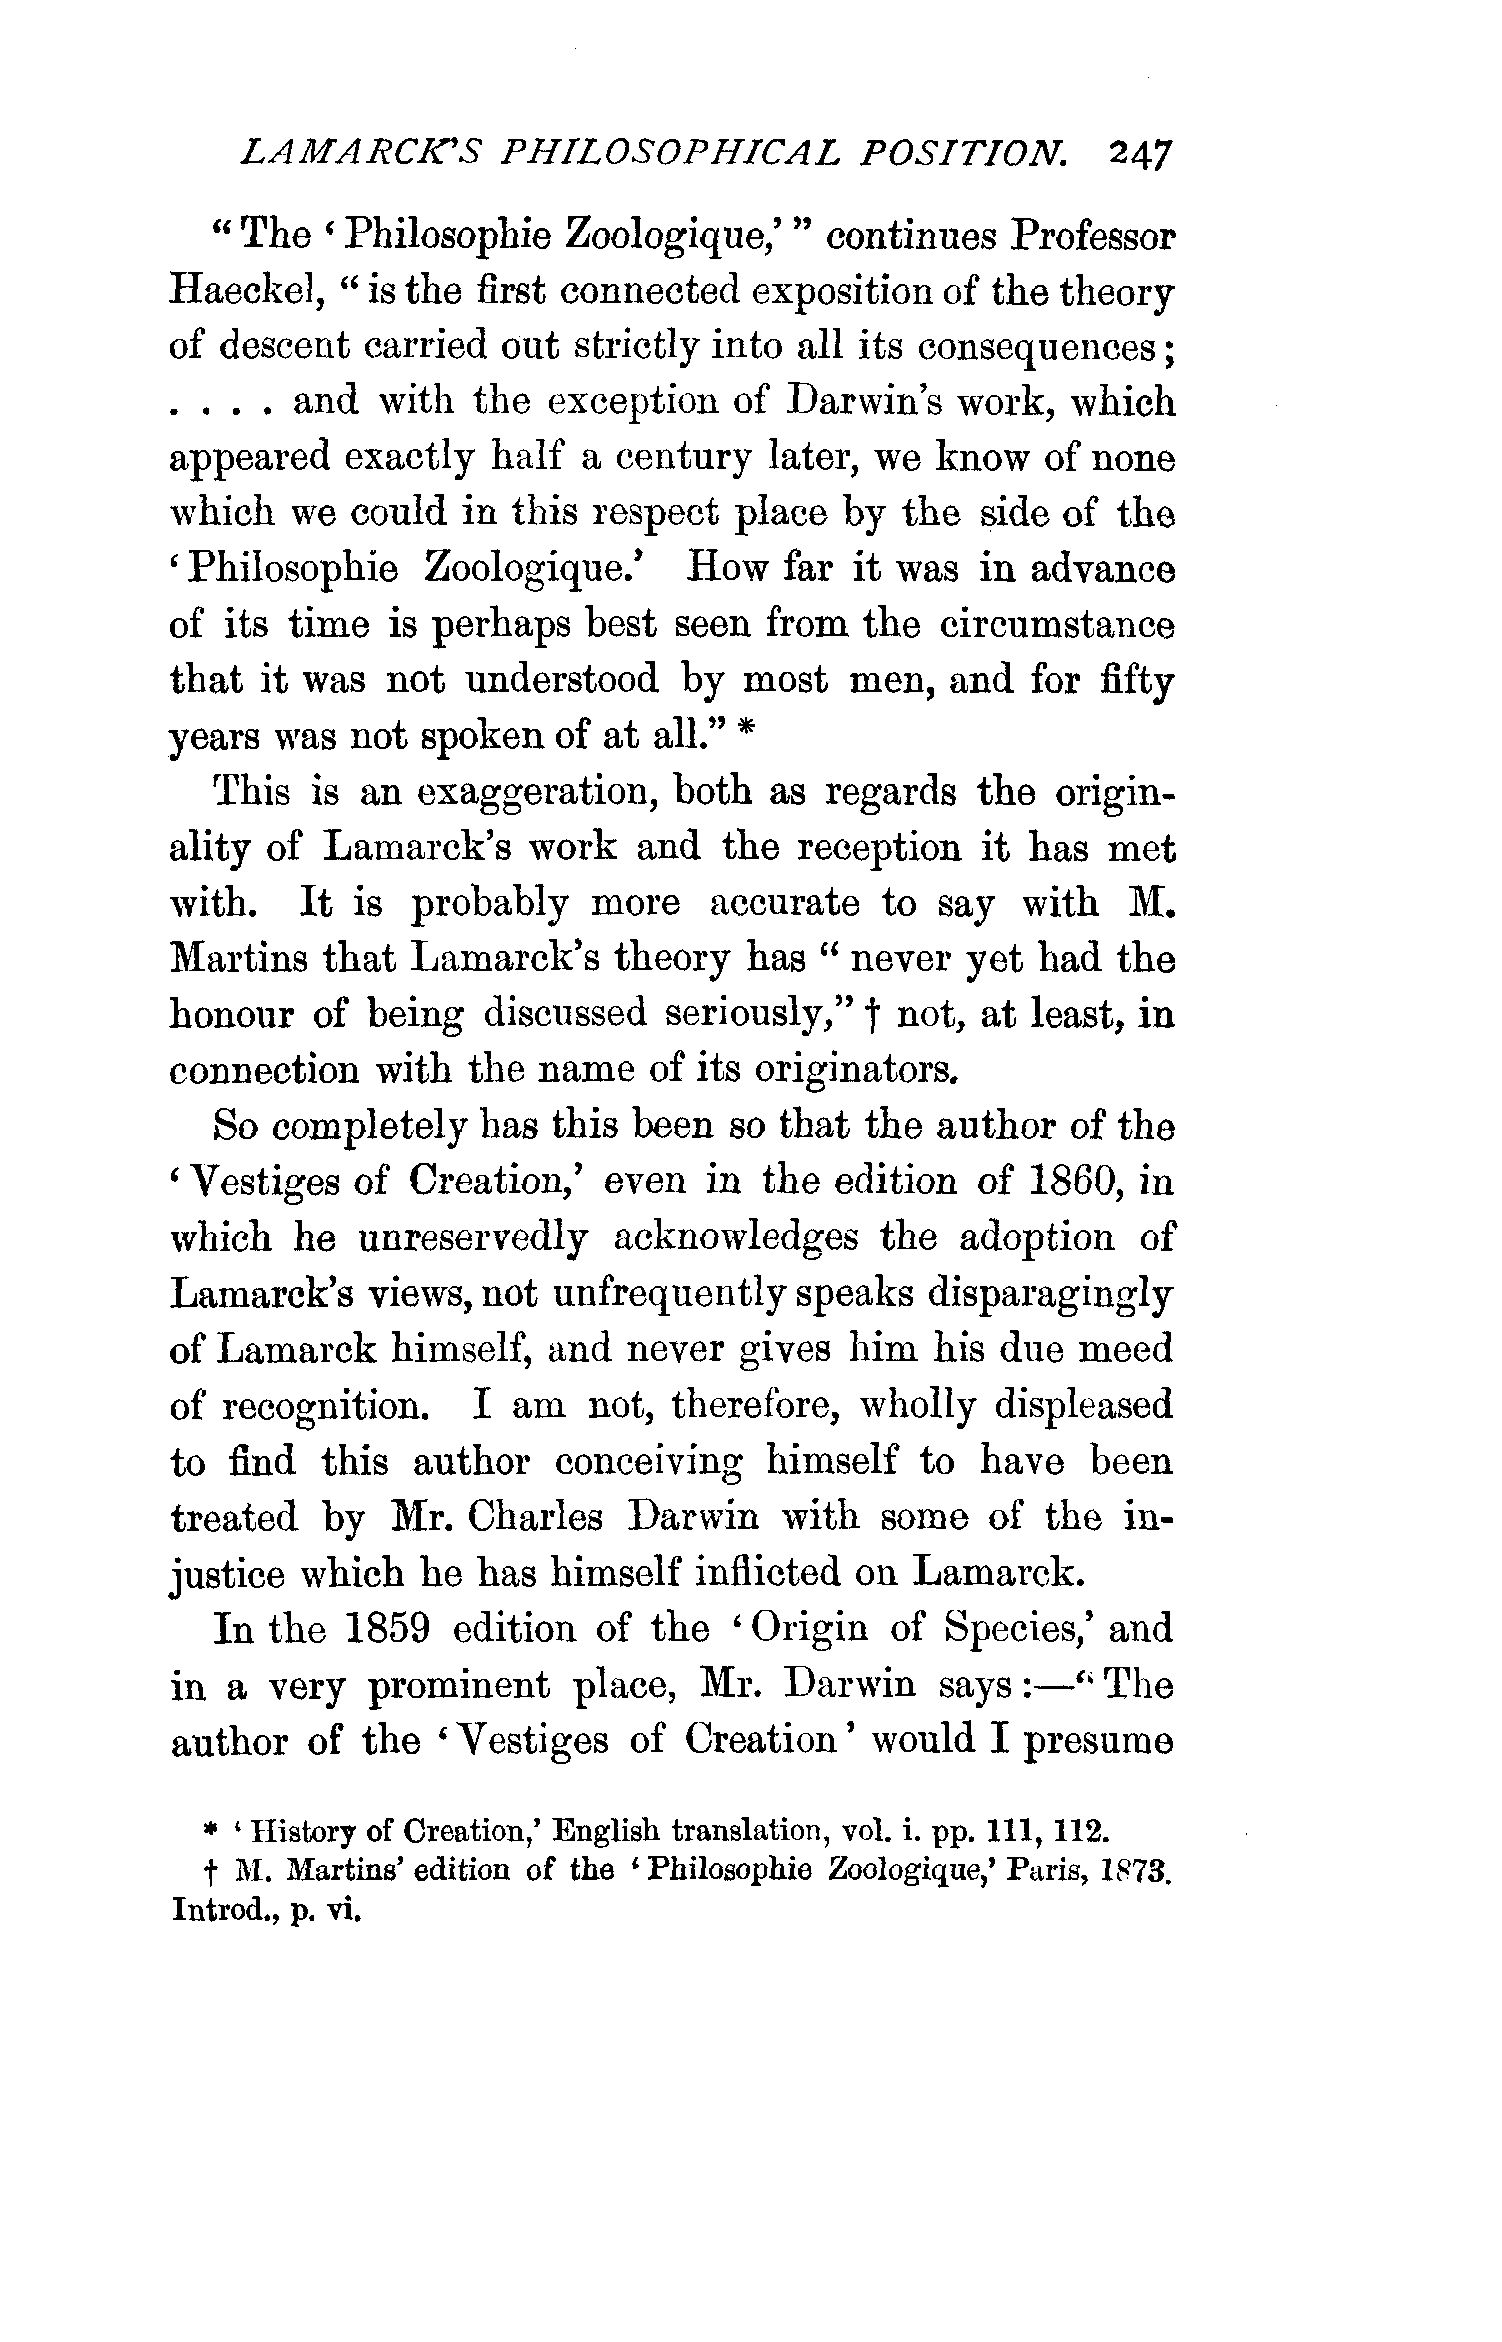 LAMARCK'S PHILOSOPHICAL POSITION. 247
“ The ‘ Philosophie Zoologique,’ ” continues Professor
Haeckel, “ is the first connected exposition of the theory
of descent carried out strictly into all its consequences ;
. . . . and with the exception of Darwin's work, which
appeared exactly half a century later, we know of none
which we could in this respect place by the side of the
‘ Philosophie Zoologique.’ How far it was in advance
of its time is perhaps best seen from the circumstance
that it was not understood by most men, and for fifty
years was not spoken of at all.” *
This is an exaggeration, both as regards the origin-
ality of Lamarck's work and the reception it has met
with. It is probably more accurate to say with M.
Martins that Lamarck's theory has “ never yet had the
honour of being discussed seriously,” † not, at least, in
connection with the name of its originators.
So completely has this been so that the author of the
‘ Vestiges of Creation,’ even in the edition of 1860, in
which he unreservedly acknowledges the adoption of
Lamarck's views, not unfrequently speaks disparagingly
of Lamarck himself, and never gives him his due meed
of recognition. I am not, therefore, wholly displeased
to find this author conceiving himself to have been
treated by Mr. Charles Darwin with some of the in-
justice which he has himself inflicted on Lamarck.
In the 1859 edition of the ‘ Origin of Species,’ and
in a very prominent place, Mr. Darwin says :—“ The
author of the ‘ Vestiges of Creation ’ would I presume
* ‘ History of Creation,’ English translation, vol. i. pp. 111, 112.
† M. Martins’ edition of the ‘ Philosophie Zoologique,’ Paris, 1873.
Introd., p. vi.